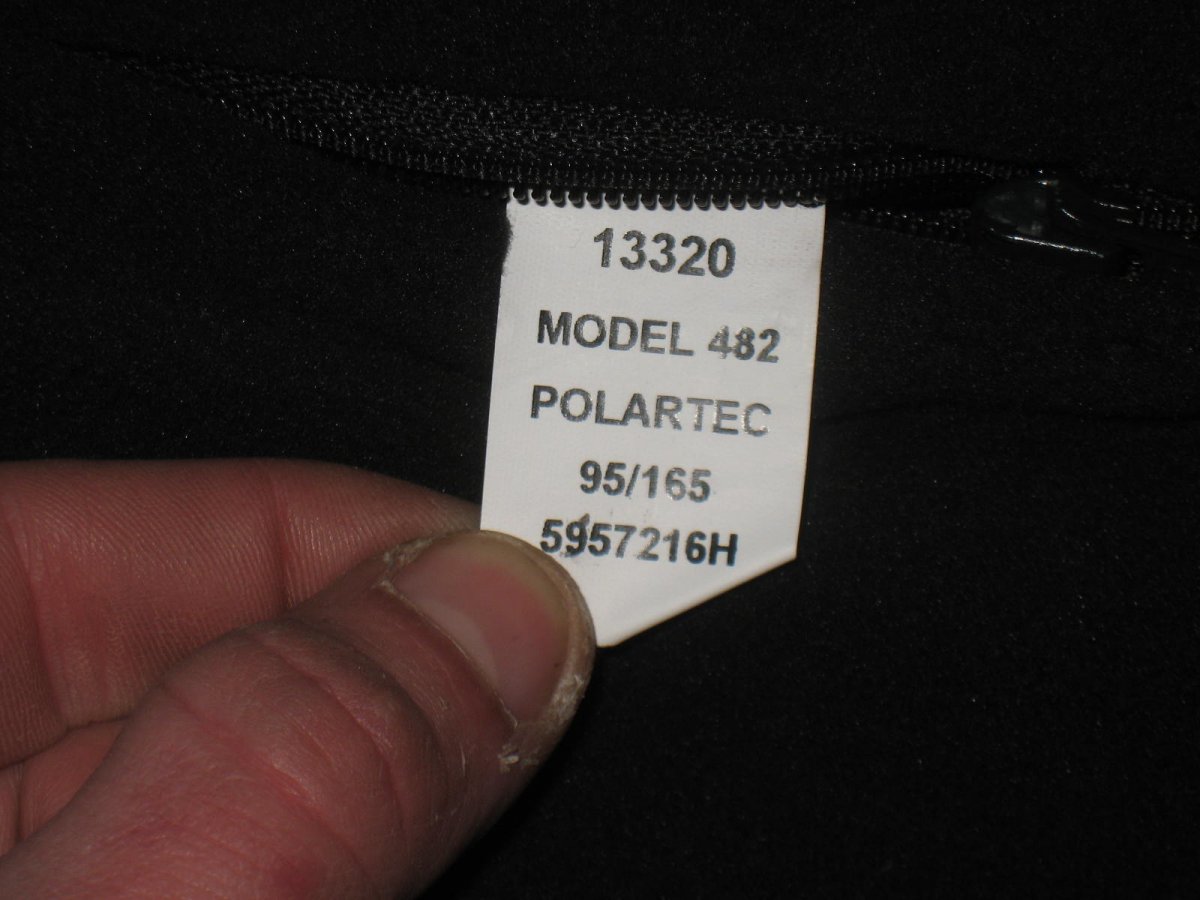 13320
MODEL 482
POLARTEC
95/165
5957216H